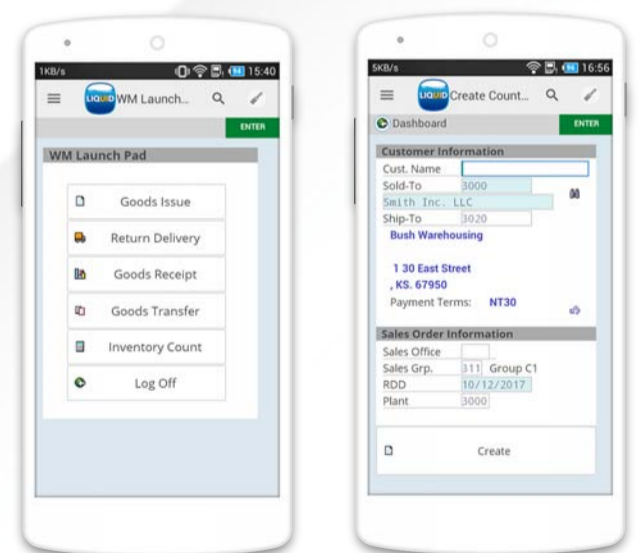 1KB/s 15:40
LIQUID WM Launch...
ENTER
WM Launch Pad
Goods Issue
Return Delivery
Goods Receipt
Goods Transfer
Inventory Count
Log Off
5KB/s 16:56
LIQUID Create Count...
Dashboard ENTER
Customer Information
Cust. Name
Sold-To 3000
Smith Inc. LLC
Ship-To 3020
Bush Warehousing
1 30 East Street
, KS. 67950
Payment Terms: NT30
Sales Order Information
Sales Office
Sales Grp. 311 Group C1
RDD 10/12/2017
Plant 3000
Create